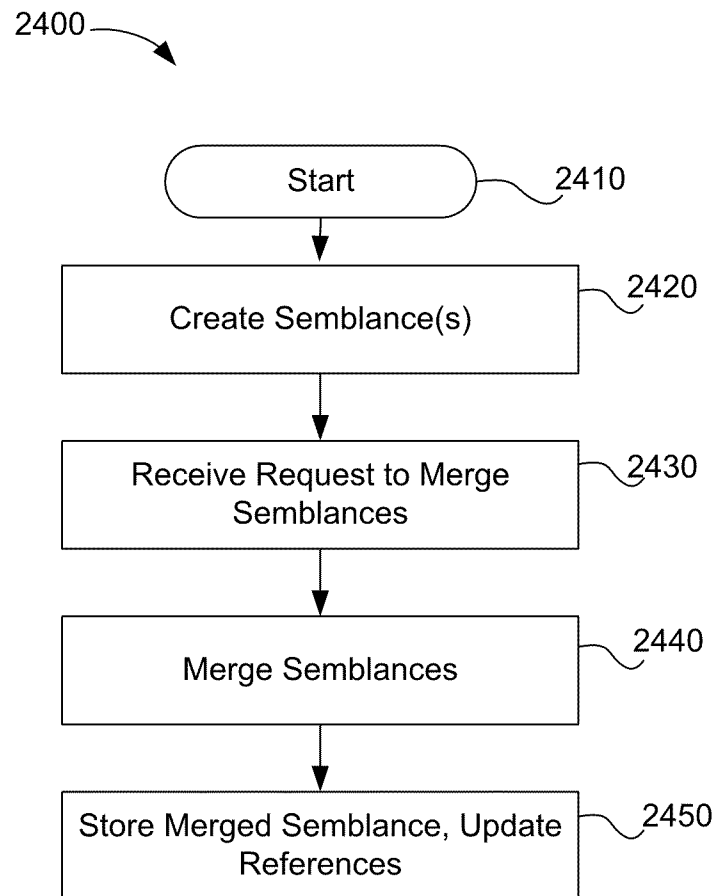 2400
Start
2410
Create Semblance(s)
2420
Receive Request to Merge
Semblances
2430
Merge Semblances
2440
Store Merged Semblance, Update
References
2450